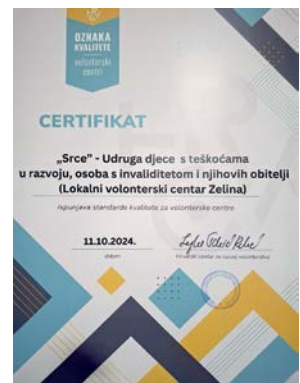 OZNAKA
KVALITETE
volonterski
centri
CERTIFIKAT
„Srce” - Udruga djece s teškoćama
u razvoju, osoba s invaliditetom i njihovih obitelji
(Lokalni volonterski centar Zelina)
ispunjava standarde kvalitete za volonterske centre
11.10.2024.
datum
Hrvatski centar za razvoj volonterstva